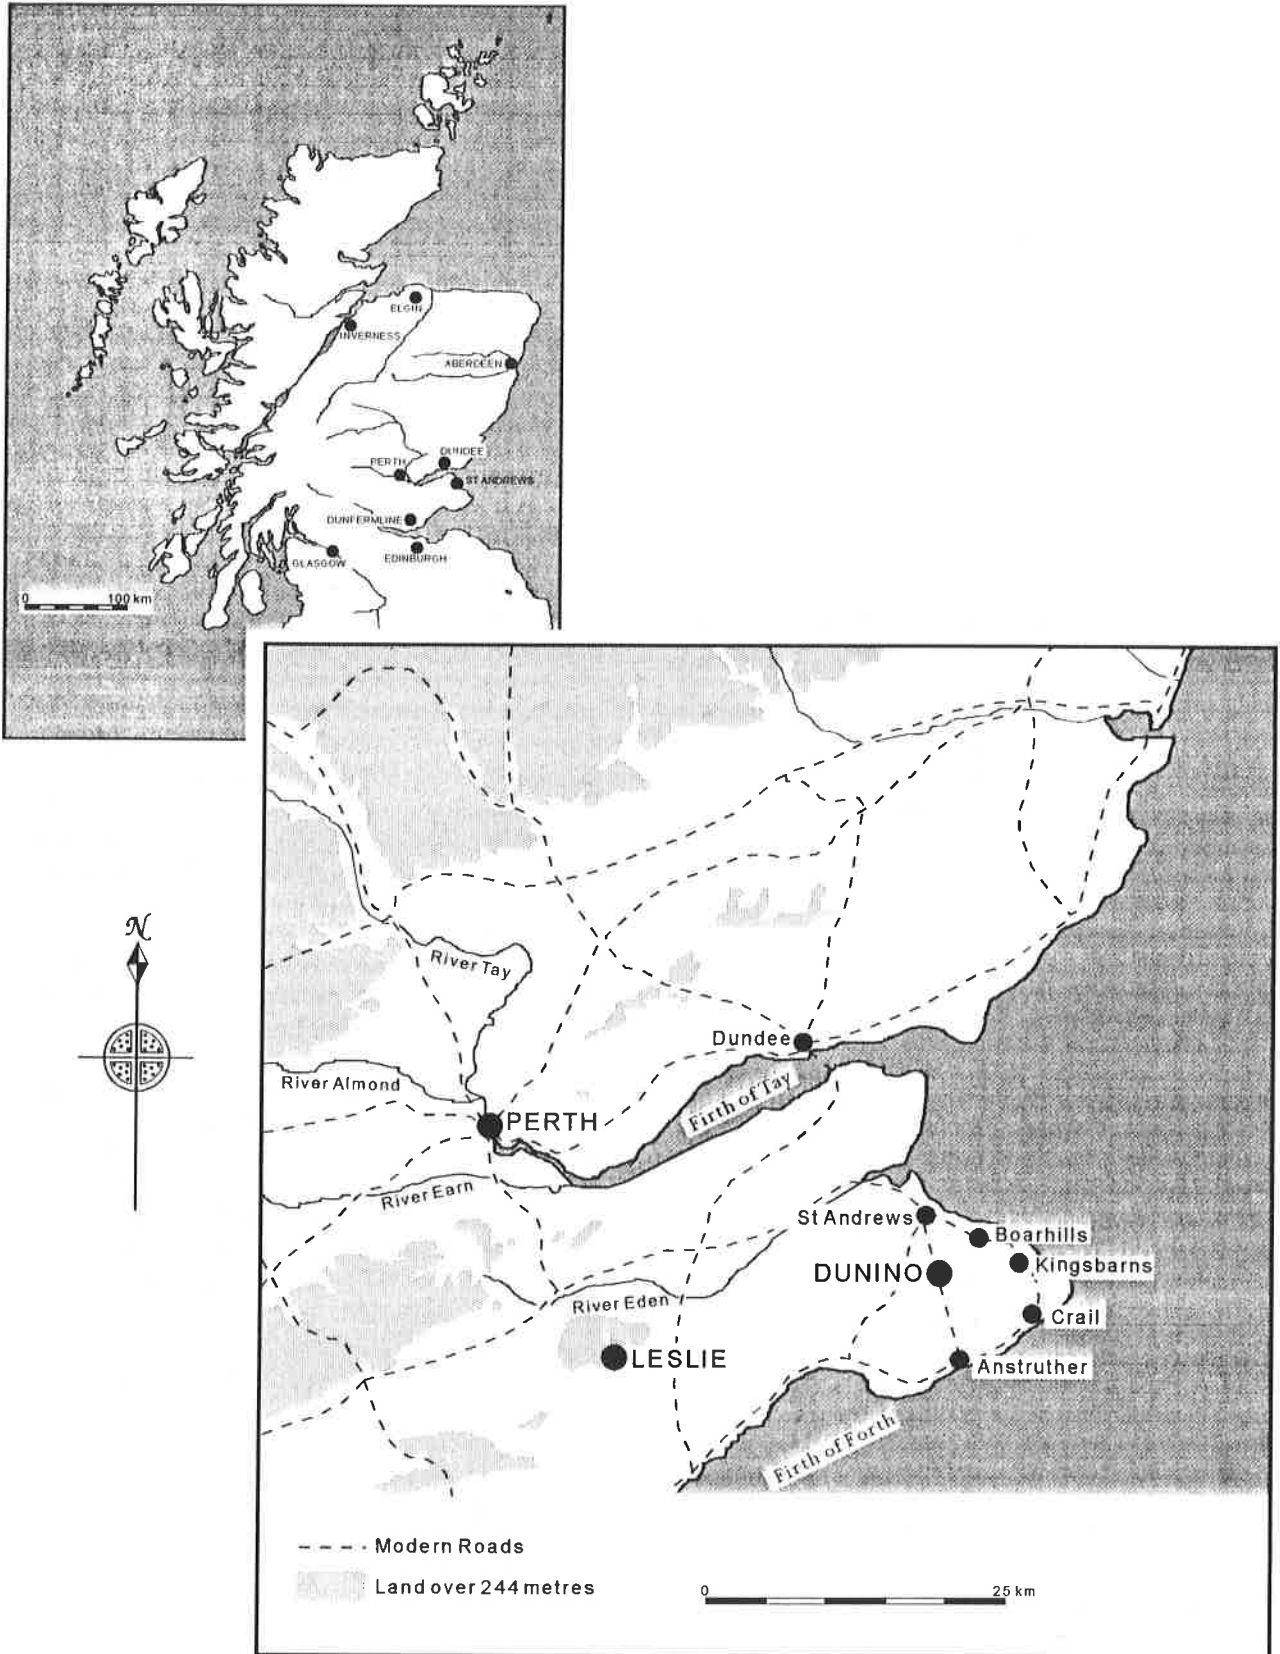 ELGIN
INVERNESS
ABERDEEN
DUNDEE
PERTH
ST ANDREWS
DUNFERMLINE
EDINBURGH
GLASGOW
0 100 km
N
River Tay
Dundee
River Almond
Firth of Tay
PERTH
River Earn
St Andrews
Boarhills
Kingsbarns
DUNINO
River Eden
Crail
LESLIE
Anstruther
Firth of Forth
Modern Roads
Land over 244 metres
0 25 km